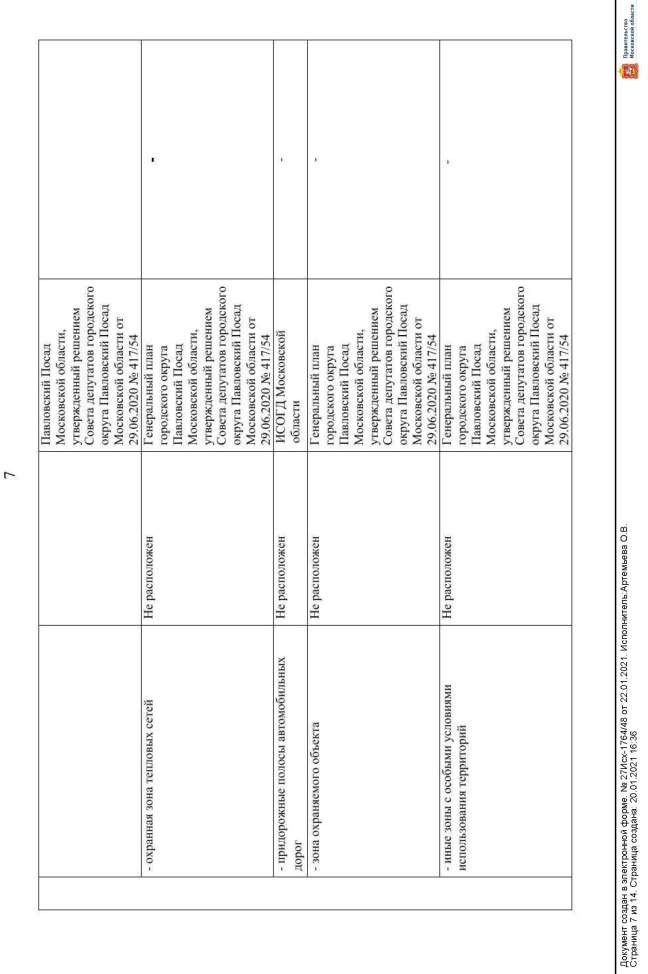 7
Павловский Посад
Московской области,
утвержденный решением
Совета депутатов городского
округа Павловский Посад
Московской области от
29.06.2020 № 417/54
- охранная зона тепловых сетей
Не расположен
Генеральный план
городского округа
Павловский Посад
Московской области,
утвержденный решением
Совета депутатов городского
округа Павловский Посад
Московской области от
29.06.2020 № 417/54
-
- придорожные полосы автомобильных
дорог
Не расположен
ИСОГД Московской
области
-
- зона охраняемого объекта
Не расположен
Генеральный план
городского округа
Павловский Посад
Московской области,
утвержденный решением
Совета депутатов городского
округа Павловский Посад
Московской области от
29.06.2020 № 417/54
-
- иные зоны с особыми условиями
использования территорий
Не расположен
Генеральный план
городского округа
Павловский Посад
Московской области,
утвержденный решением
Совета депутатов городского
округа Павловский Посад
Московской области от
29.06.2020 № 417/54
-
Документ создан в электронной форме. № 27Исх-1764/48 от 22.01.2021. Исполнитель:Артемьева О.В.
Страница 7 из 14. Страница создана: 20.01.2021 16:36
Правительство
Московской области